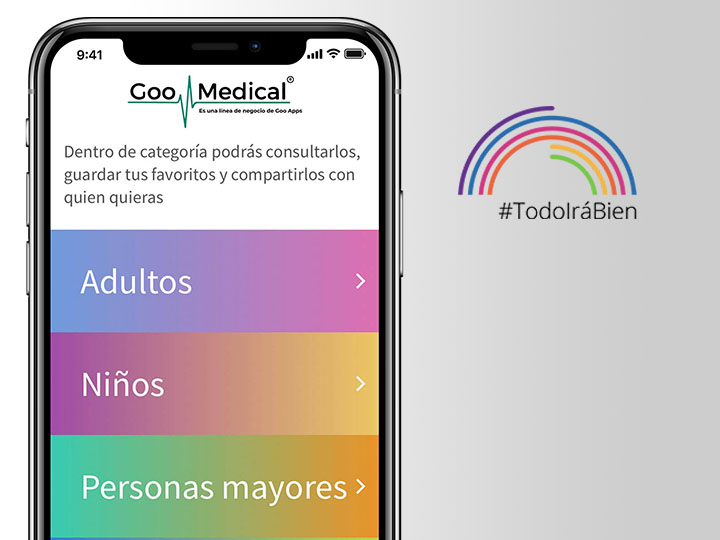 9:41
Goo Medical®
Es una línea de negocio de Goo Apps
Dentro de categoría podrás consultarlos,
guardar tus favoritos y compartirlos con
quien quieras
Adultos
Niños
Personas mayores
#TodoIráBien